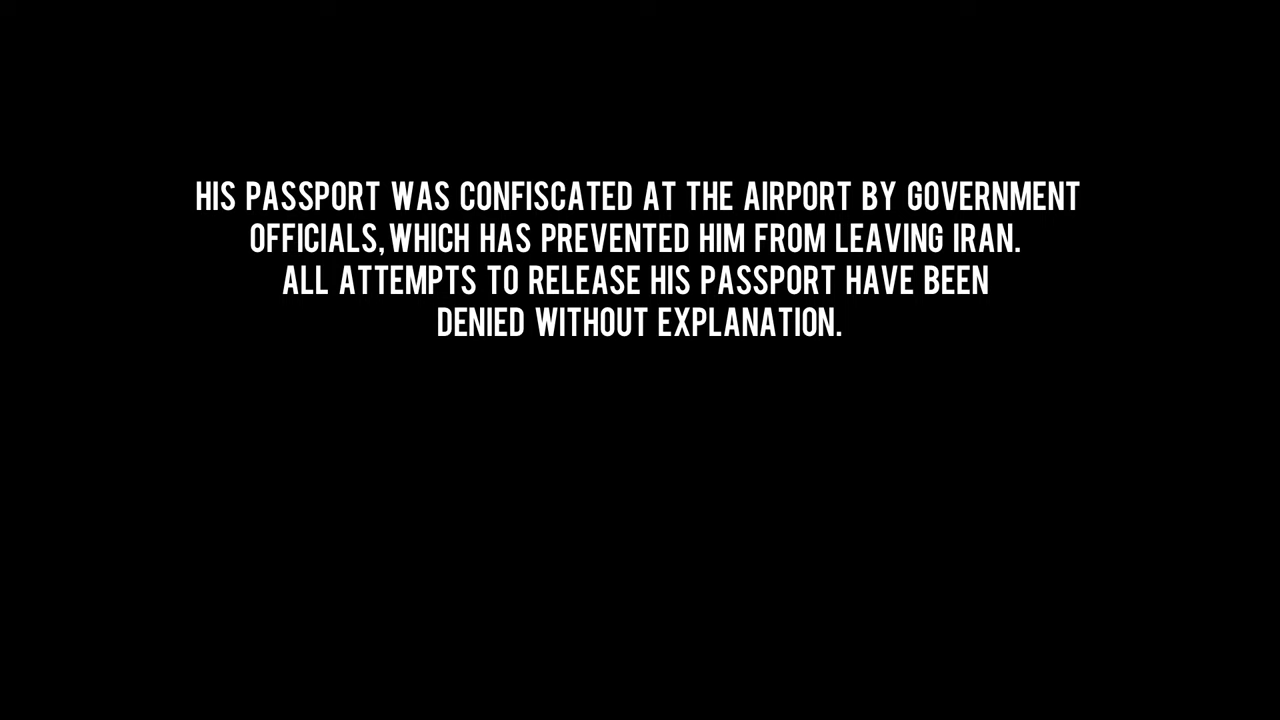 HIS PASSPORT WAS CONFISCATED AT THE AIRPORT BY GOVERNMENT
OFFICIALS, WHICH HAS PREVENTED HIM FROM LEAVING IRAN.
ALL ATTEMPTS TO RELEASE HIS PASSPORT HAVE BEEN
DENIED WITHOUT EXPLANATION.